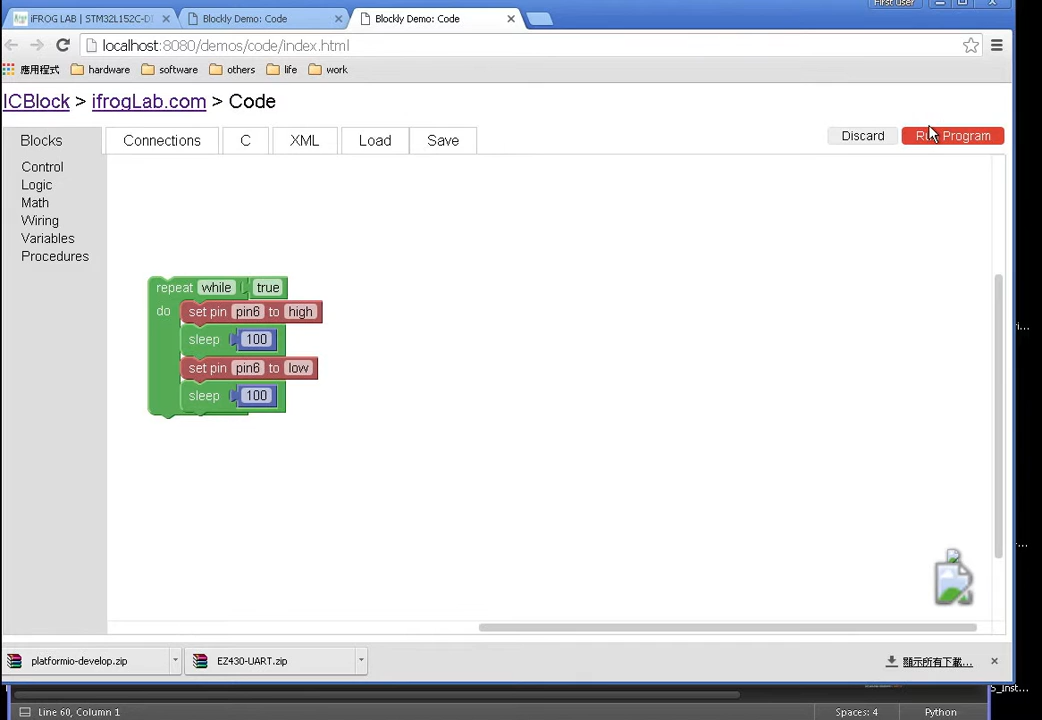 First user
iFROG LAB | STM32L152C-DI
Blockly Demo: Code
Blockly Demo: Code
localhost:8080/demos/code/index.html
應用程式
hardware
software
others
life
work
ICBlock > ifrogLab.com > Code
Blocks
Connections
C
XML
Load
Save
Discard
Run Program
Control
Logic
Math
Wiring
Variables
Procedures
repeat while true
do set pin pin6 to high
sleep 100
set pin pin6 to low
sleep 100
platformio-develop.zip
EZ430-UART.zip
顯示所有下載...
Line 60, Column 1
Spaces: 4
Python